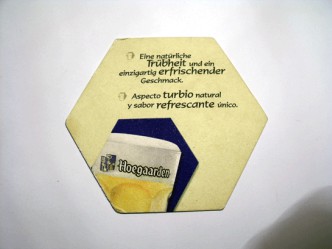 Eine natürliche
Trübheit und ein
einzigartig erfrischender
Geschmack.
Aspecto turbio natural
y sabor refrescante único.
Hoegaarden